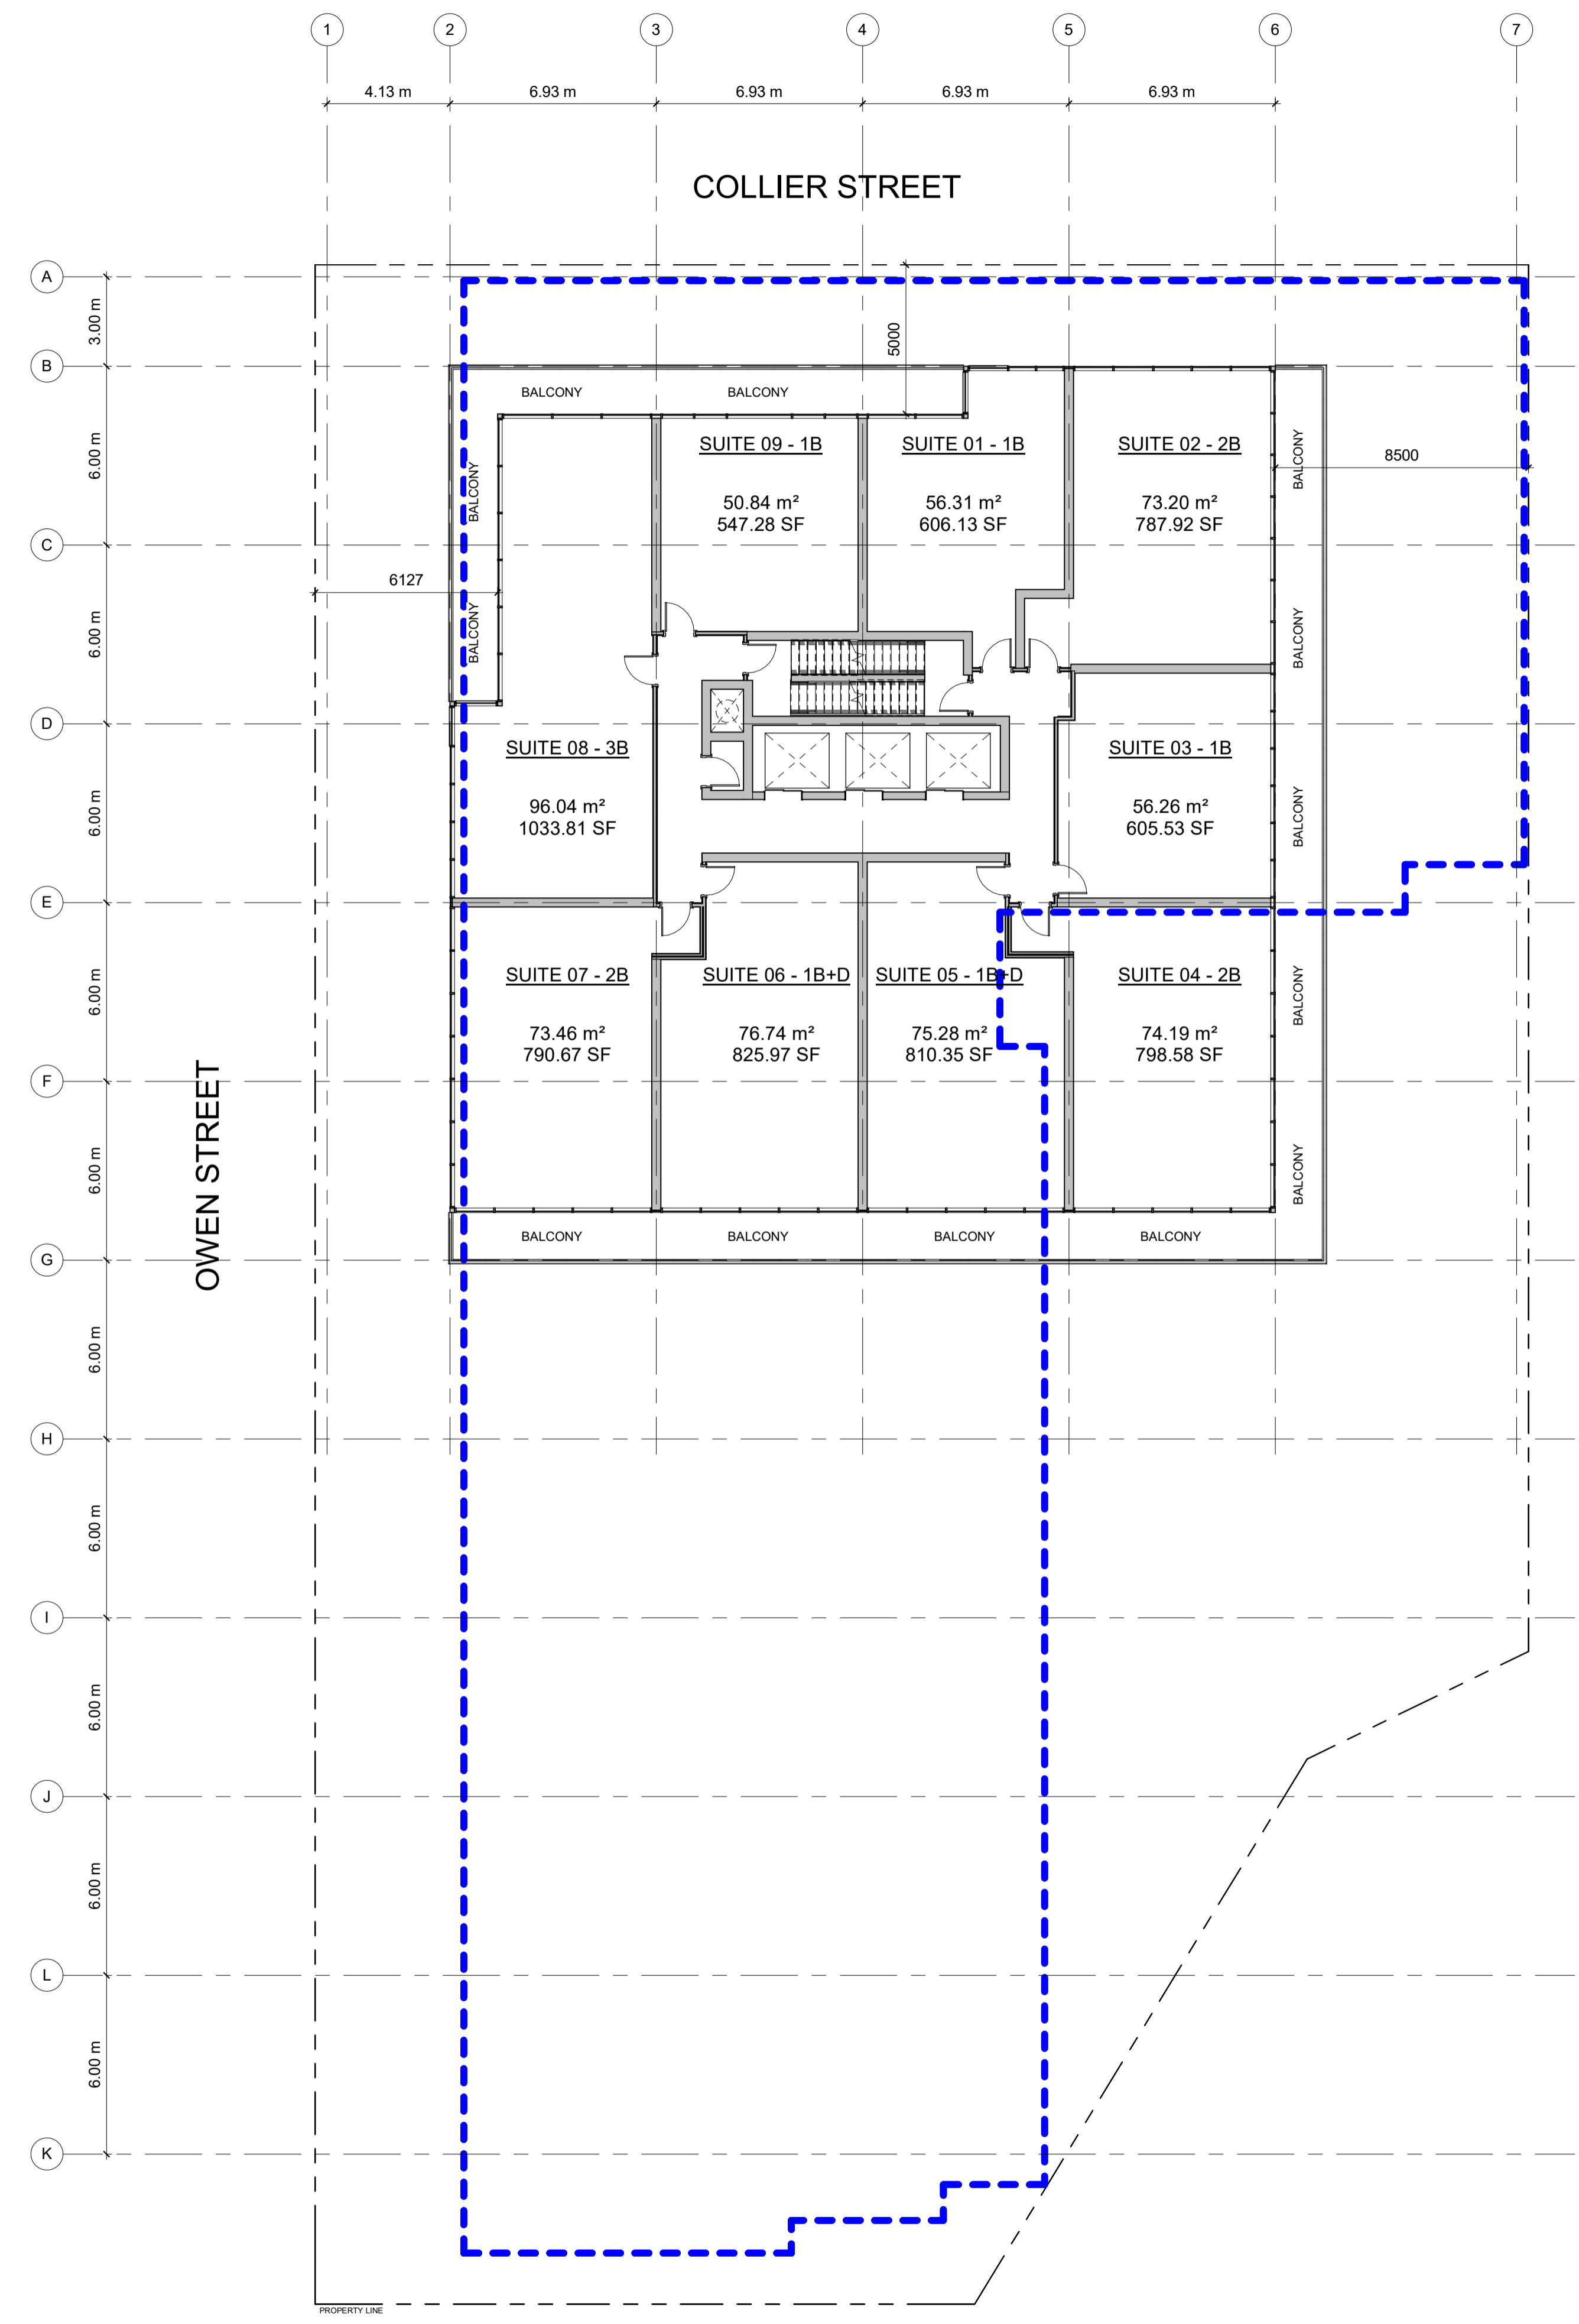 1 2 3 4 5 6 7
4.13 m 6.93 m 6.93 m 6.93 m 6.93 m
COLLIER STREET
A
3.00 m
5000
B
BALCONY BALCONY
6.00 m
SUITE 09 - 1B
50.84 m²
547.28 SF
SUITE 01 - 1B
56.31 m²
606.13 SF
SUITE 02 - 2B
73.20 m²
787.92 SF
BALCONY
8500
BALCONY
C
6127
6.00 m
BALCONY
BALCONY
D
SUITE 08 - 3B
96.04 m²
1033.81 SF
SUITE 03 - 1B
56.26 m²
605.53 SF
6.00 m
BALCONY
E
SUITE 07 - 2B
73.46 m²
790.67 SF
SUITE 06 - 1B+D
76.74 m²
825.97 SF
SUITE 05 - 1B+D
75.28 m²
810.35 SF
SUITE 04 - 2B
74.19 m²
798.58 SF
6.00 m
BALCONY
F
OWEN STREET
6.00 m
BALCONY
BALCONY BALCONY BALCONY BALCONY
G
6.00 m
H
6.00 m
I
6.00 m
J
6.00 m
L
6.00 m
K
PROPERTY LINE